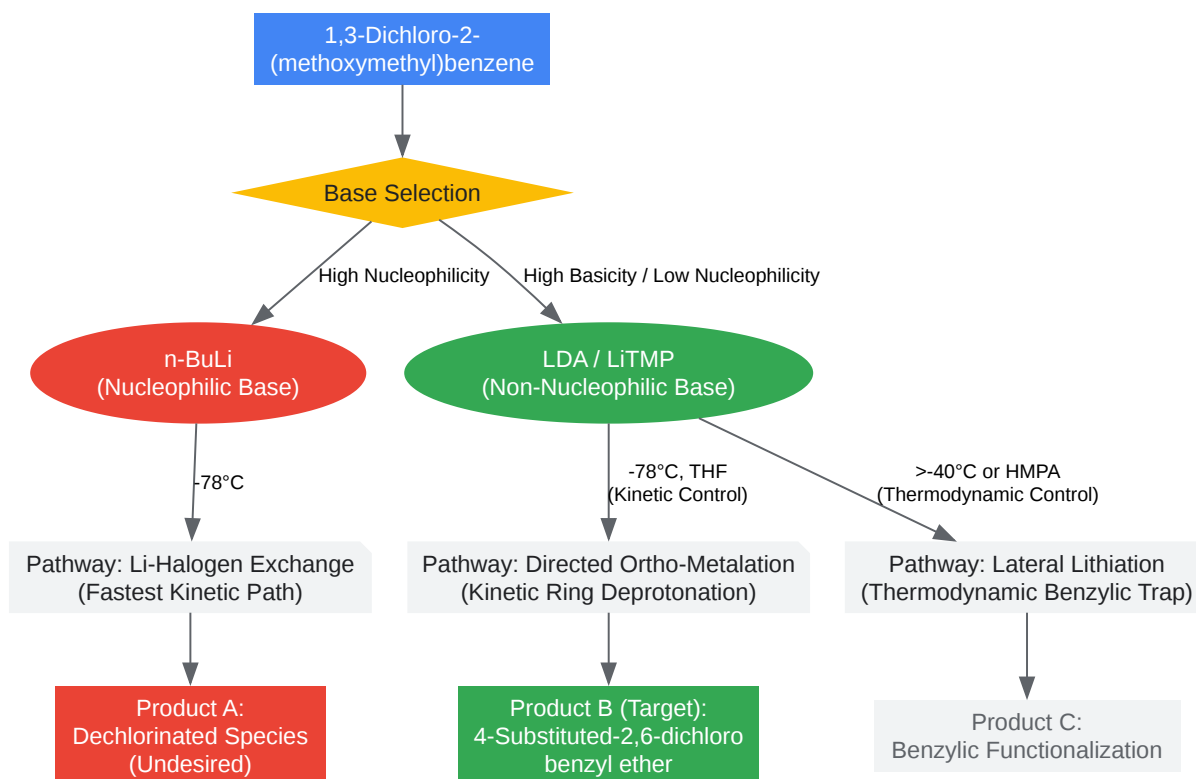 1,3-Dichloro-2-
(methoxymethyl)benzene
Base Selection
High Nucleophilicity
High Basicity / Low Nucleophilicity
n-BuLi
(Nucleophilic Base)
LDA / LiTMP
(Non-Nucleophilic Base)
-78°C
-78°C, THF
(Kinetic Control)
>-40°C or HMPA
(Thermodynamic Control)
Pathway: Li-Halogen Exchange
(Fastest Kinetic Path)
Pathway: Directed Ortho-Metalation
(Kinetic Ring Deprotonation)
Pathway: Lateral Lithiation
(Thermodynamic Benzylic Trap)
Product A:
Dechlorinated Species
(Undesired)
Product B (Target):
4-Substituted-2,6-dichloro
benzyl ether
Product C:
Benzylic Functionalization